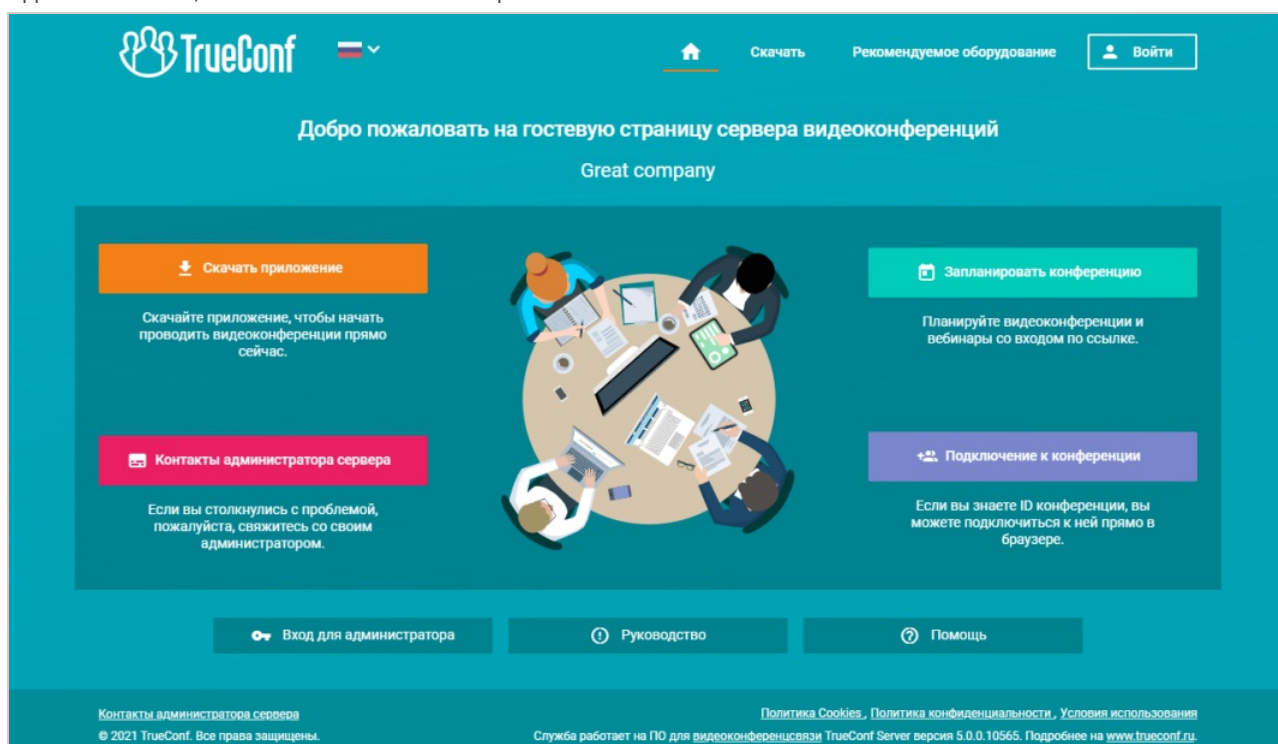 TrueConf
Скачать
Рекомендуемое оборудование
Войти
Добро пожаловать на гостевую страницу сервера видеоконференций
Great company
Скачать приложение
Скачайте приложение, чтобы начать
проводить видеоконференции прямо
сейчас.
Запланировать конференцию
Планируйте видеоконференции и
вебинары со входом по ссылке.
Контакты администратора сервера
Если вы столкнулись с проблемой,
пожалуйста, свяжитесь со своим
администратором.
Подключение к конференции
Если вы знаете ID конференции, вы
можете подключиться к ней прямо в
браузере.
Вход для администратора
Руководство
Помощь
Контакты администратора сервера
Политика Cookies , Политика конфиденциальности , Условия использования
© 2021 TrueConf. Все права защищены.
Служба работает на ПО для видеоконференцсвязи TrueConf Server версия 5.0.0.10565. Подробнее на www.trueconf.ru.